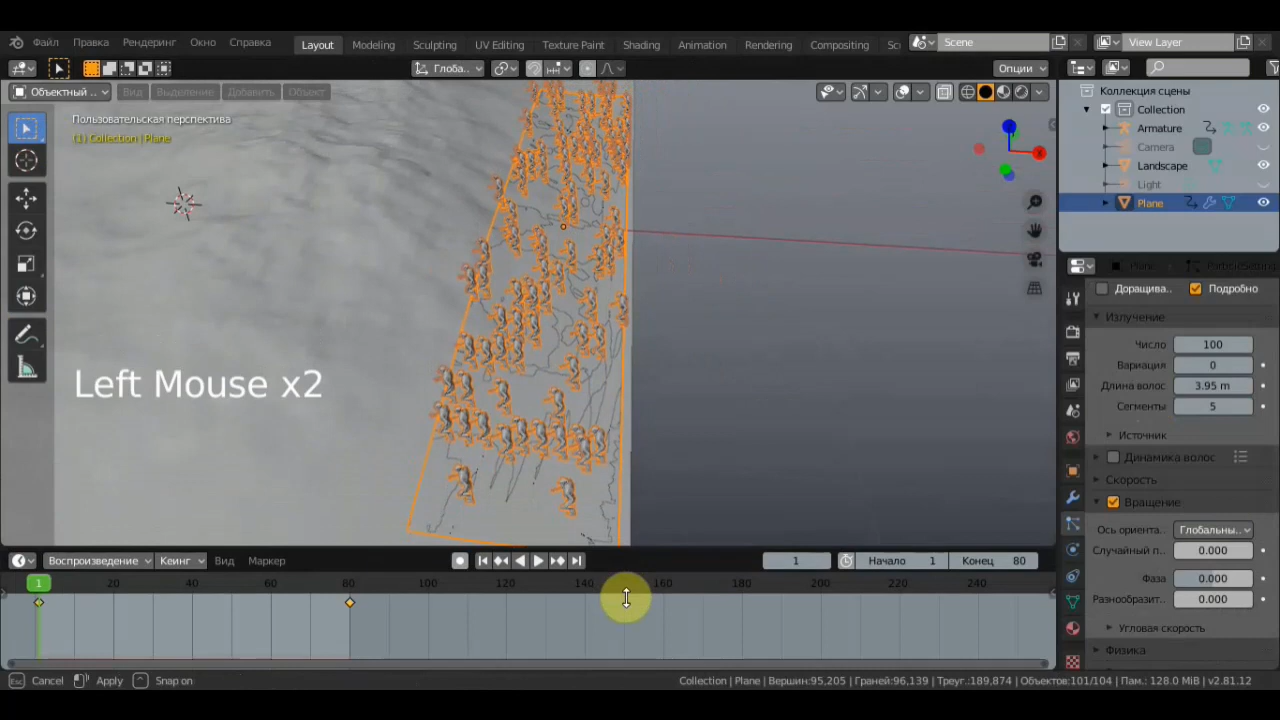 Файл Правка Рендеринг Окно Справка Layout Modeling Sculpting UV Editing Texture Paint Shading Animation Rendering Compositing Sc Scene View Layer
Глоба.. Опции
Объектный .. Вид Выделение Добавить Объект
Пользовательская перспектива
(1) Collection | Plane
Коллекция сцены
Collection
Armature
Camera
Landscape
Light
Plane
X
Left Mouse x2
Plane ParticleSettings
Доращива.. Подробно
Излучение
Число 100
Вариация 0
Длина волос 3.95 m
Сегменты 5
Источник
Динамика волос
Скорость
Вращение
Ось ориента.. Глобальны..
Случайный п.. 0.000
Фаза 0.000
Разнообразит.. 0.000
Угловая скорость
Физика
Воспроизведение Кеинг Вид Маркер 1 Начало 1 Конец 80
1 20 40 60 80 100 120 140 160 180 200 220 240
Esc Cancel Apply Snap on Collection | Plane | Вершин:95,205 | Граней:96,139 | Треуг.:189,874 | Объектов:101/104 | Пам.: 128.0 MiB | v2.81.12